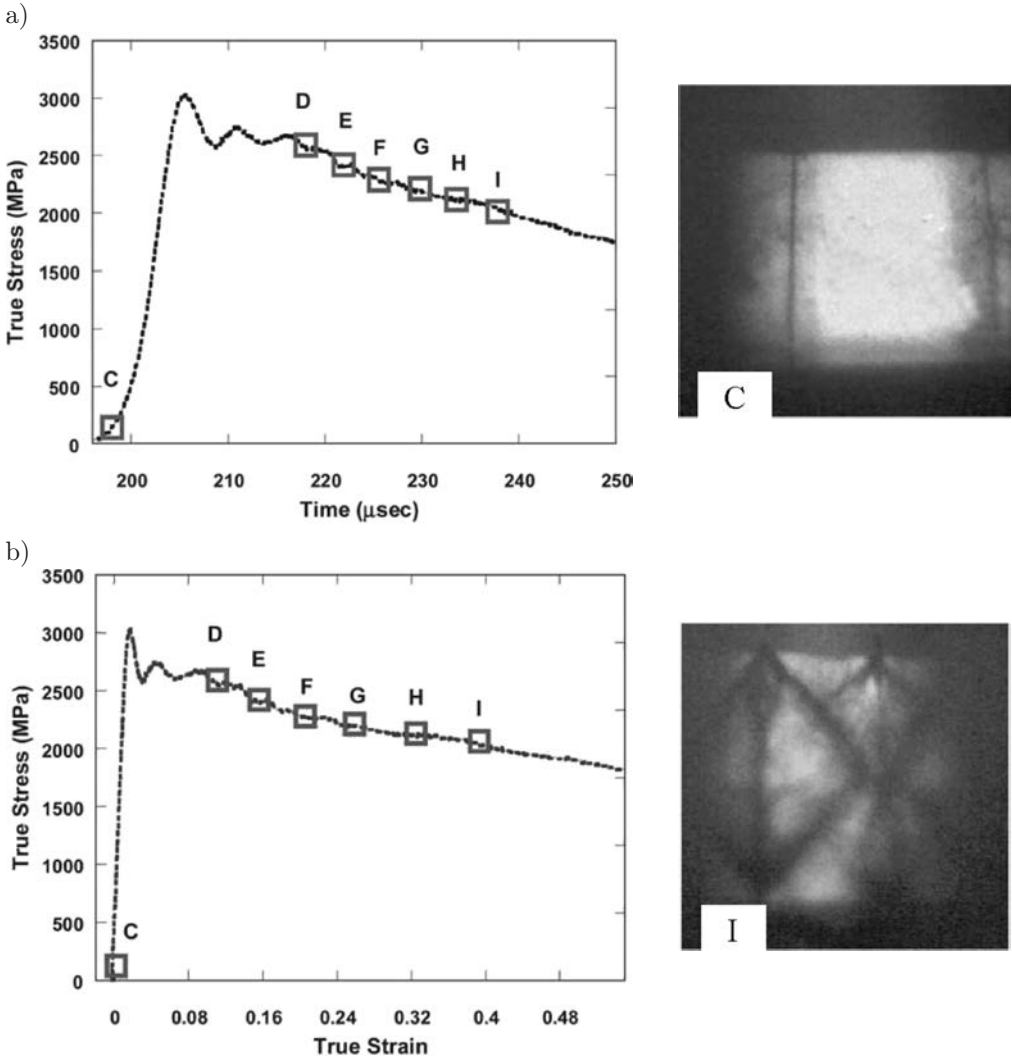 a)
3500
3000
2500
2000
1500
1000
500
0
True Stress (MPa)
C
D
E
F
G
H
I
200
210
220
230
240
250
Time (μsec)
C
b)
3500
3000
2500
2000
1500
1000
500
0
True Stress (MPa)
C
D
E
F
G
H
I
0
0.08
0.16
0.24
0.32
0.4
0.48
True Strain
I